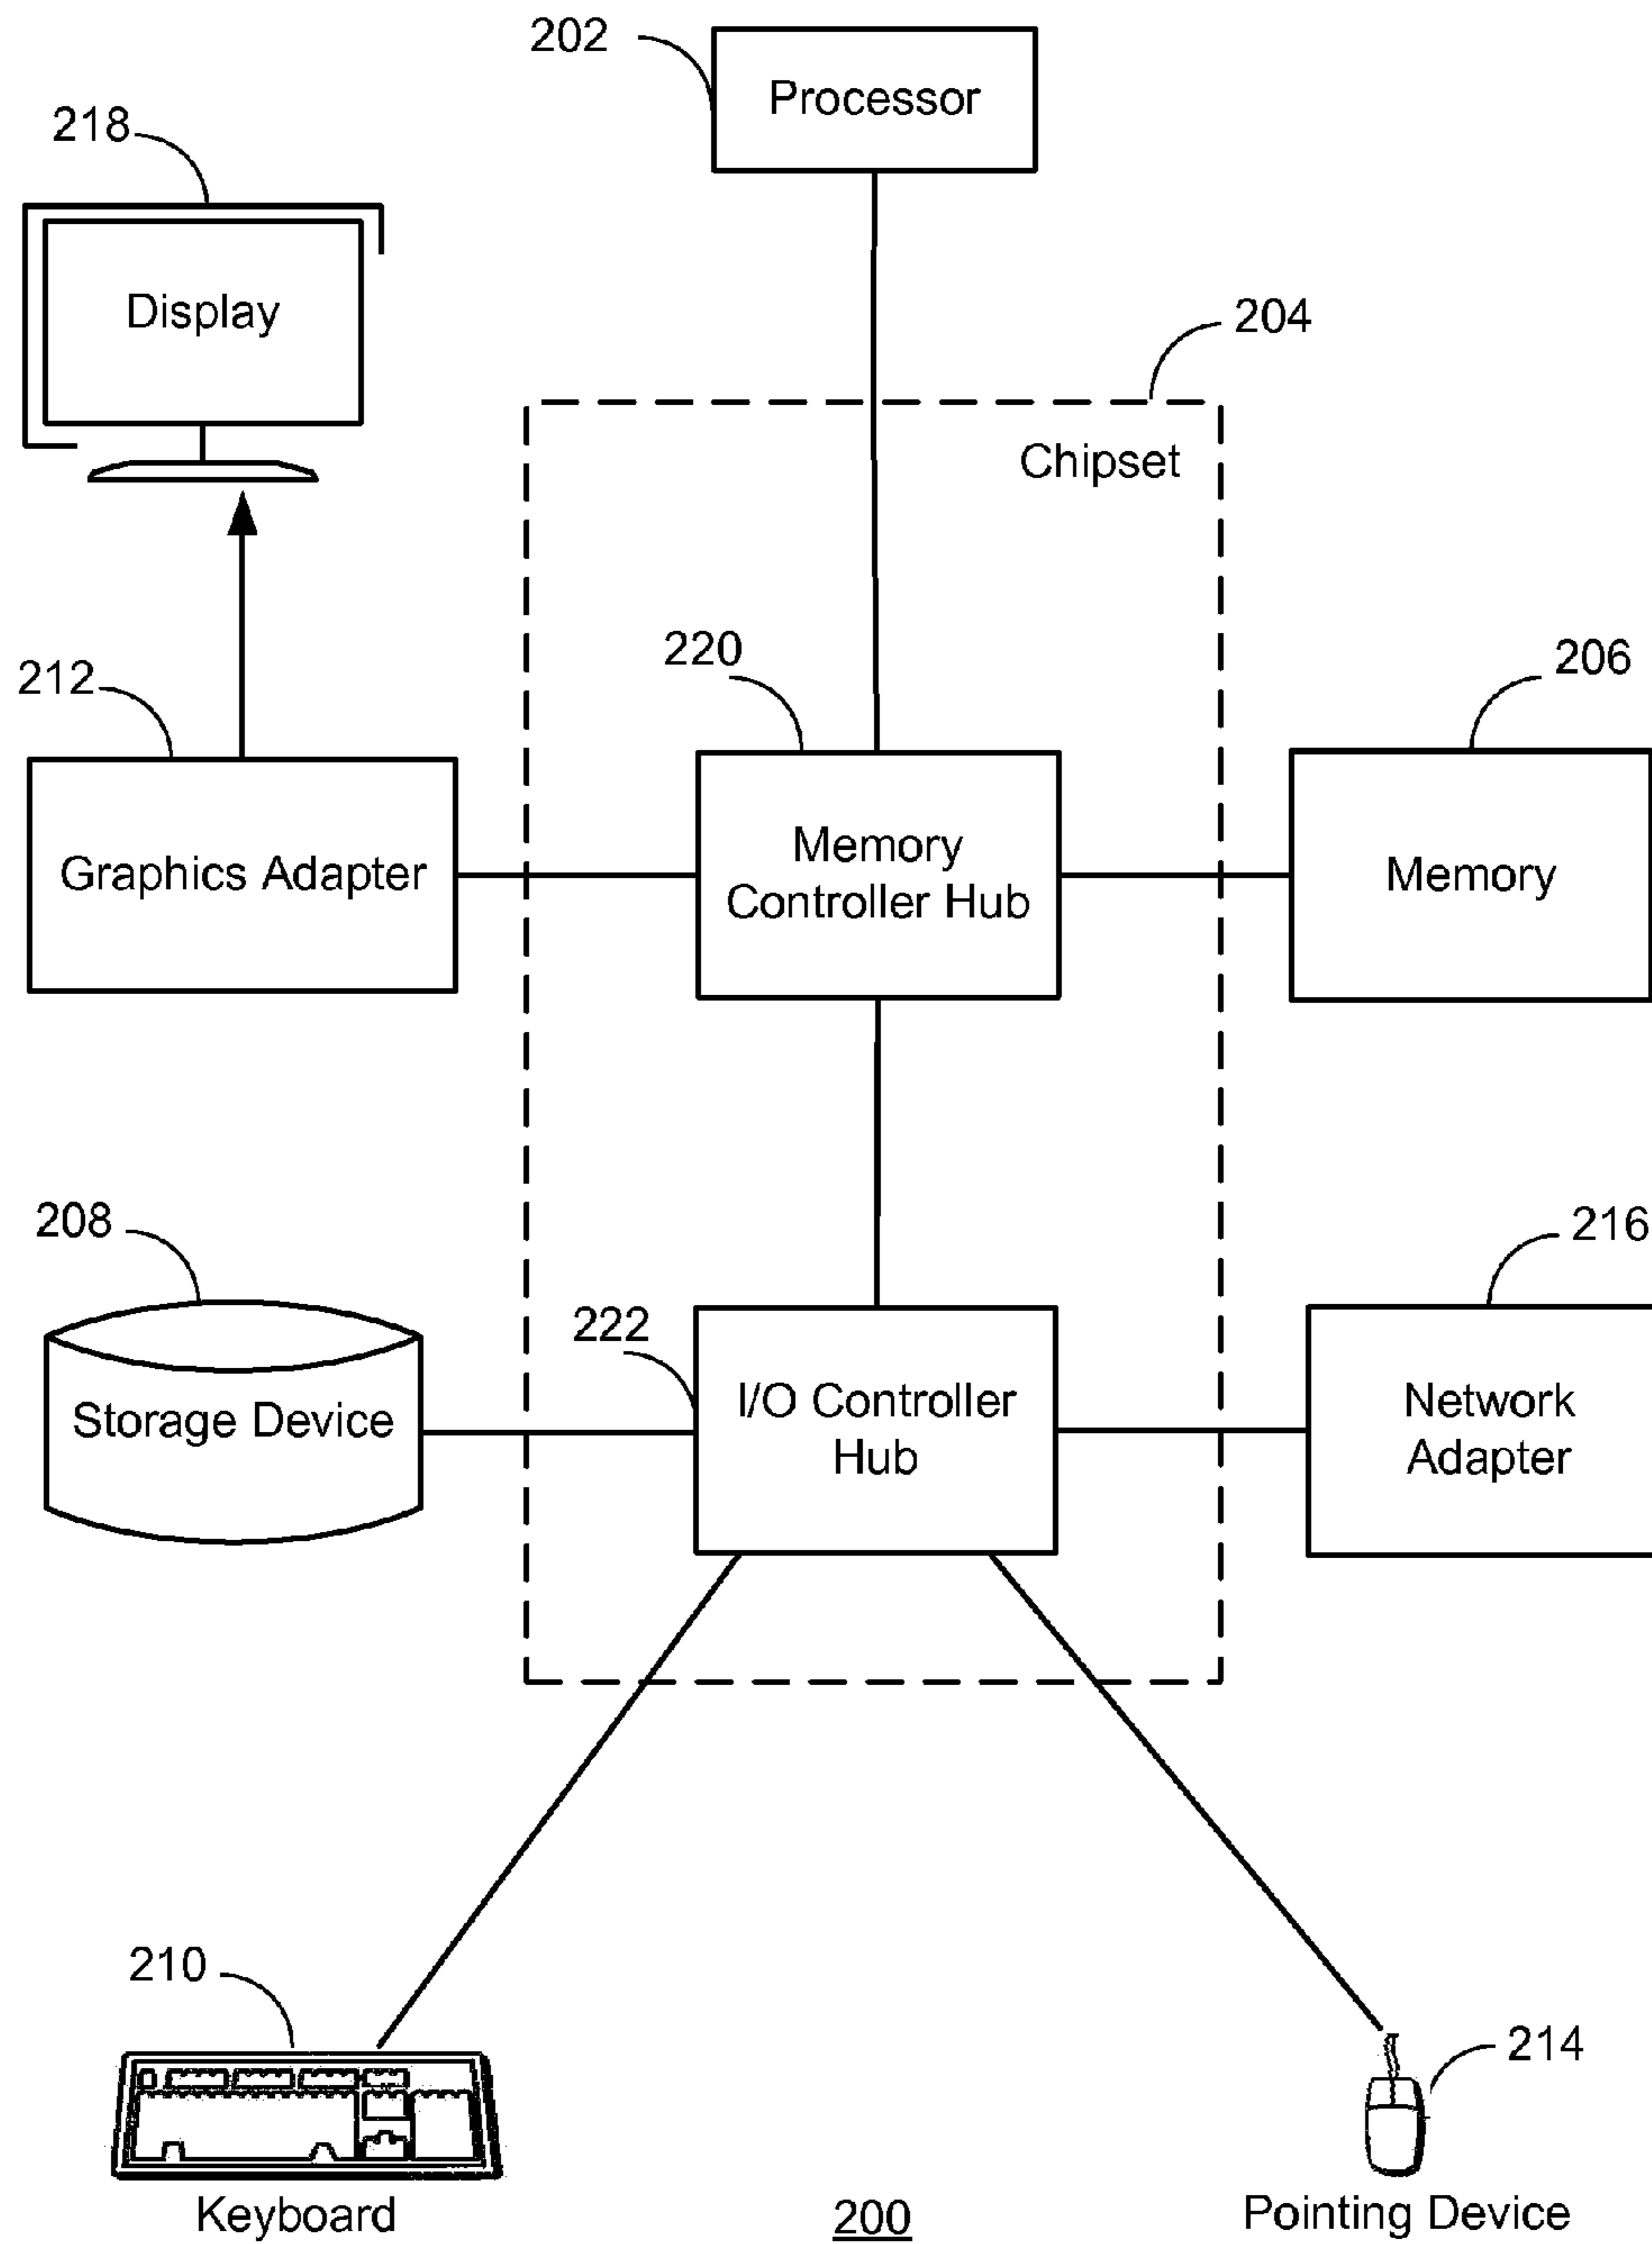 202
Processor
218
Display
204
Chipset
220
206
212
Memory
Controller Hub
Graphics Adapter
Memory
208
216
222
I/O Controller
Hub
Storage Device
Network
Adapter
210
214
Keyboard
200
Pointing Device